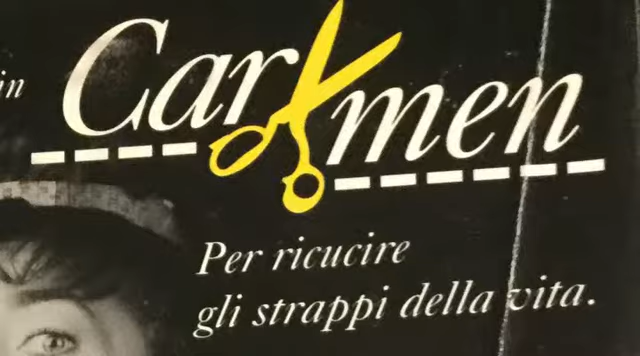 in
Carmen
Per ricucire
gli strappi della vita.